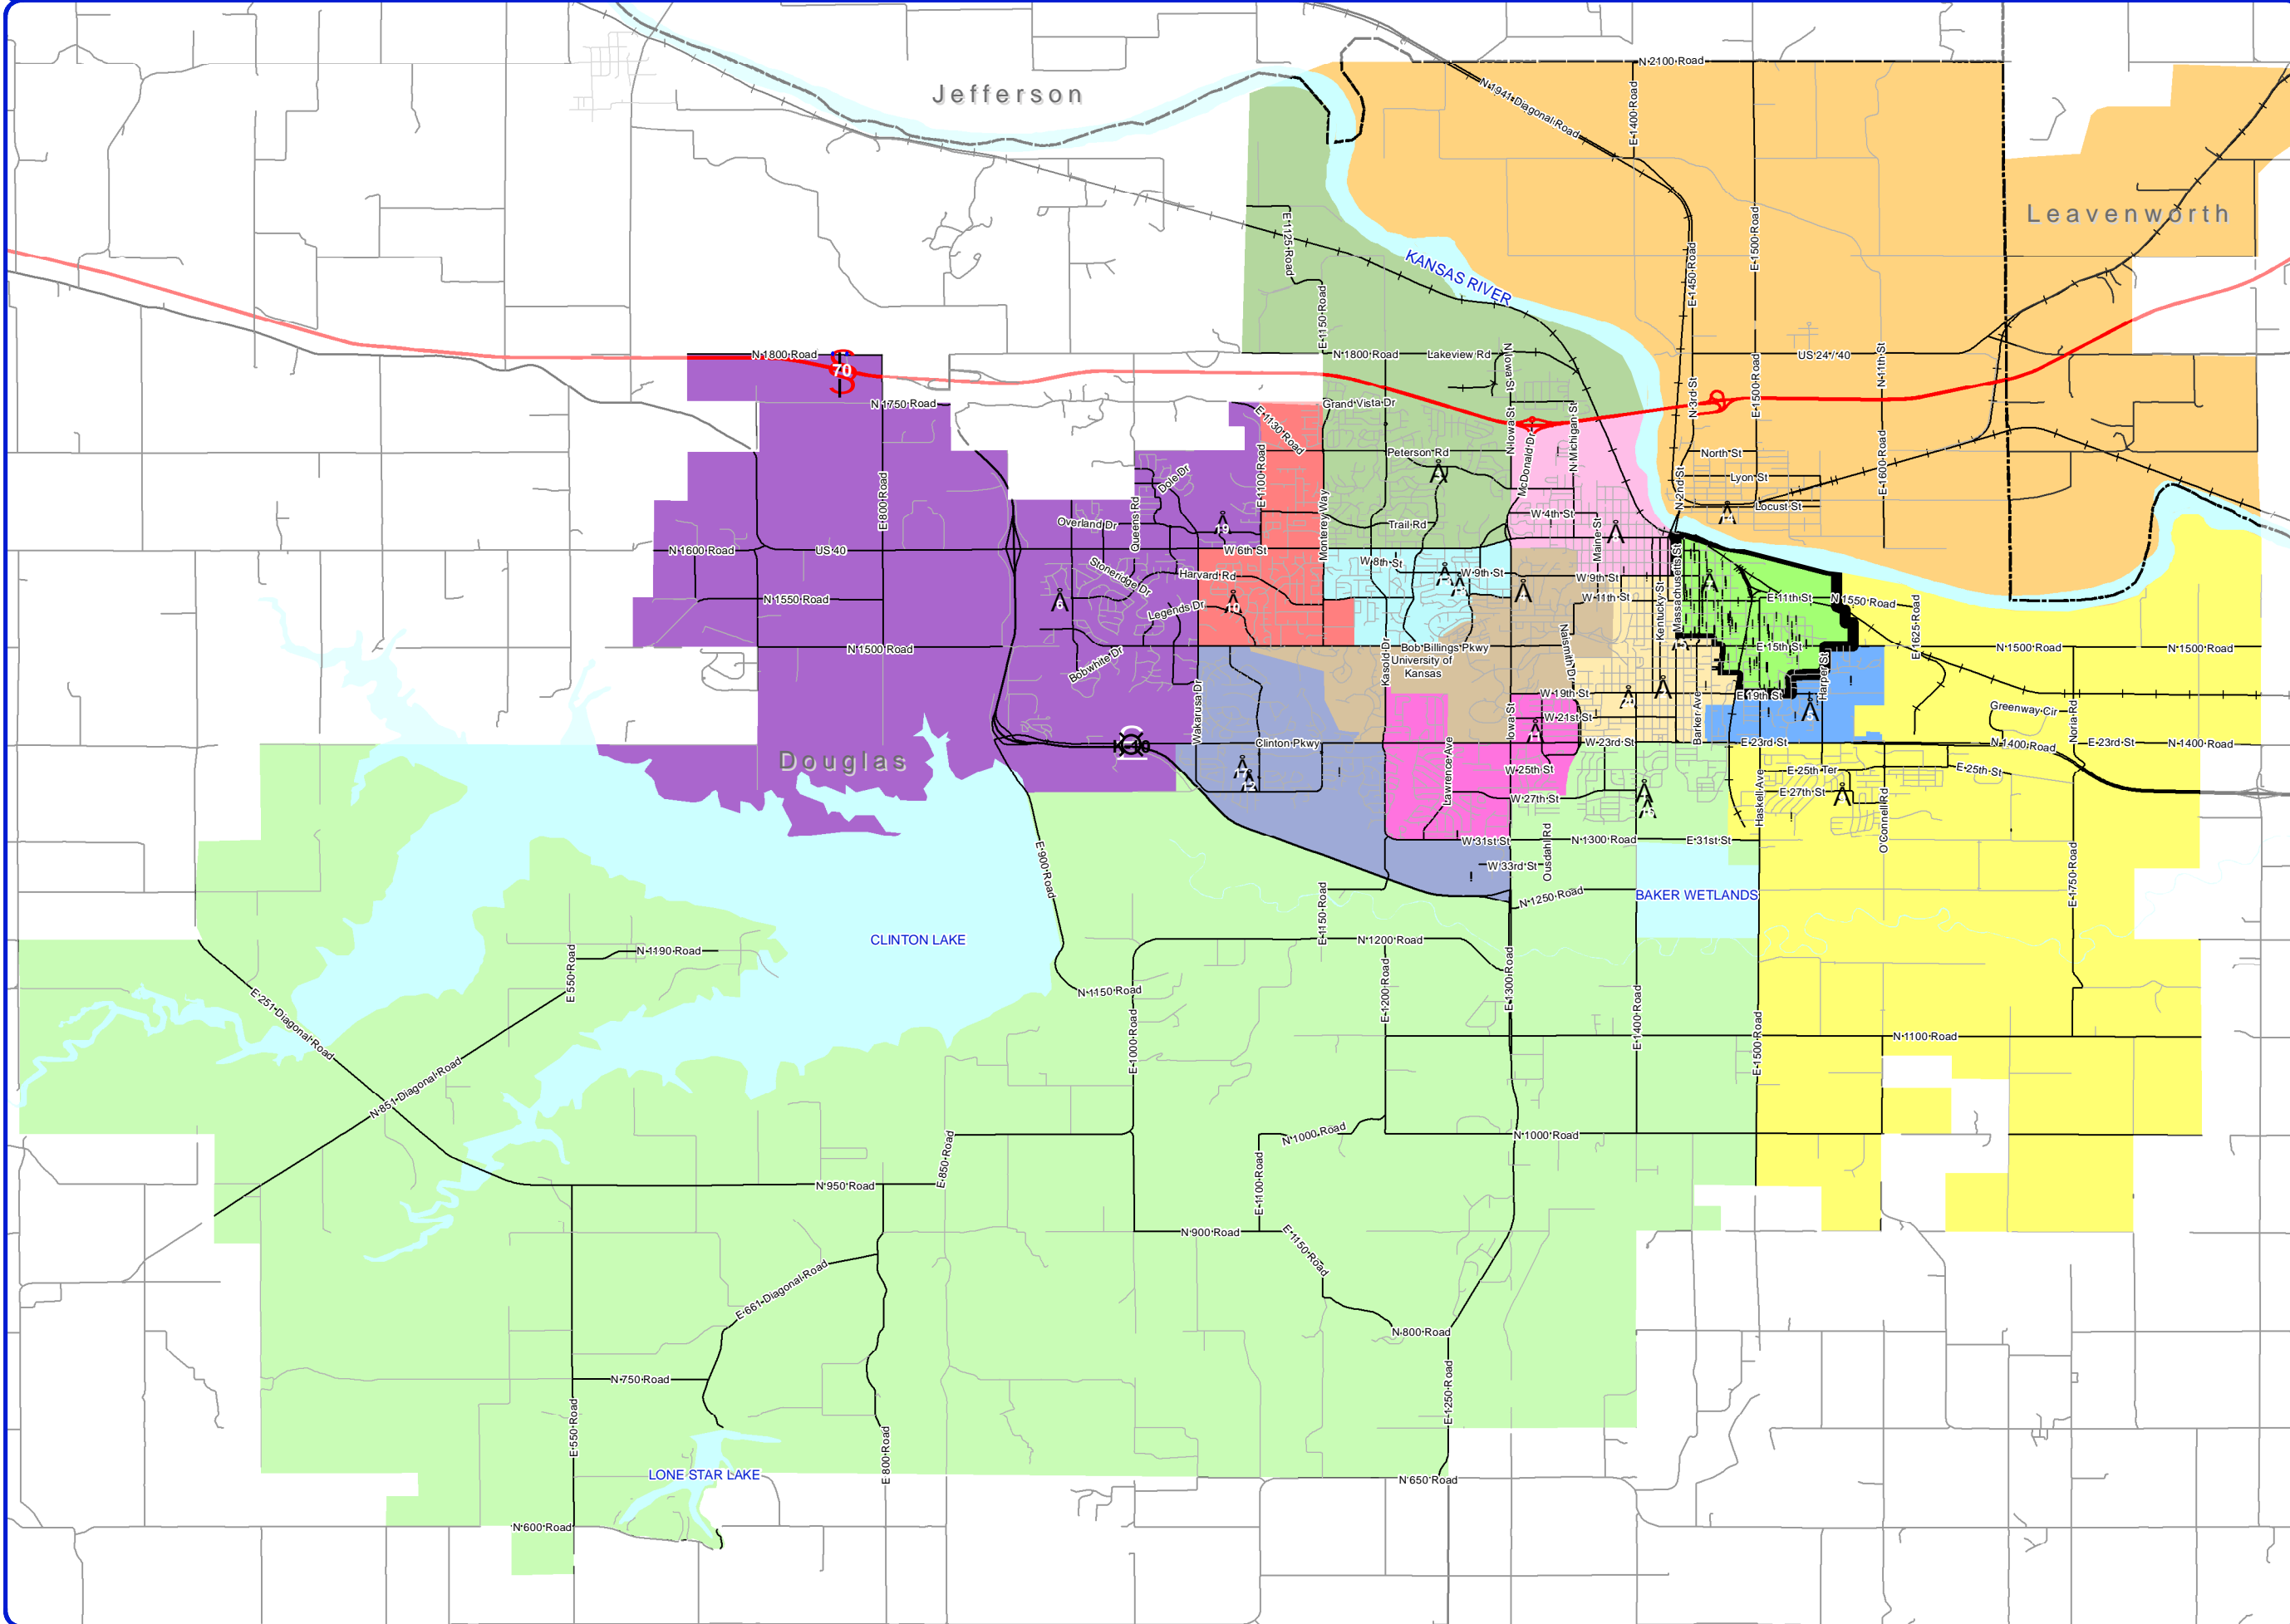 Jefferson
Leavenworth
Douglas
N 2100 Road
N 1941 Diagonal Road
E 1400 Road
E 1125 Road
E 1150 Road
KANSAS RIVER
E 1450 Road
E 1500 Road
N 1800 Road
70
N 1800 Road
Lakeview Rd
US 24 / 40
N 11th St
N Iowa St
N 1750 Road
Grand Vista Dr
E 1130 Road
N 3rd St
E 1500 Road
N Iowa St
McDonald Dr
N Michigan St
Peterson Rd
North St
Lyon St
Locust St
N 2nd St
E 1600 Road
E 800 Road
Dole Dr
Queens Rd
Overland Dr
E 1100 Road
Monterey Way
Trail Rd
W 4th St
Maine St
19
N 1600 Road
US 40
W 6th St
W 8th St
W 9th St
W 9th St
Stoneridge Dr
Harvard Rd
Legends Dr
6
10
N 1550 Road
W 11th St
Kentucky St
Massachusetts St
E 11th St
N 1550 Road
E 1625 Road
N 1500 Road
Bobwhite Dr
Bob Billings Pkwy
University of
Kansas
Naismith Dr
Kasold Dr
E 15th St
Harper St
N 1500 Road
N 1500 Road
Wakarusa Dr
W 19th St
E 19th St
Iowa St
W 21st St
Barker Ave
Greenway Cir
Noria Rd
K-10
Clinton Pkwy
W 23rd St
E 23rd St
N 1400 Road
E 23rd St
N 1400 Road
Lawrence Ave
W 25th St
E 25th Ter
E 25th St
W 27th St
E 27th St
Haskell Ave
O'Connell Rd
W 31st St
N 1300 Road
E 31st St
W 33rd St
Ousdahl Rd
E 900 Road
E 1150 Road
N 1250 Road
BAKER WETLANDS
E 1750 Road
CLINTON LAKE
N 1200 Road
E 550 Road
N 1190 Road
N 1150 Road
E 1200 Road
E 1300 Road
E 251 Diagonal Road
E 1000 Road
E 1400 Road
E 1500 Road
N 1100 Road
N 851 Diagonal Road
N 1000 Road
N 1000 Road
E 850 Road
N 950 Road
E 1100 Road
N 900 Road
E 1150 Road
E 661 Diagonal Road
N 800 Road
N 750 Road
E 1250 Road
E 550 Road
E 800 Road
LONE STAR LAKE
N 650 Road
N 600 Road